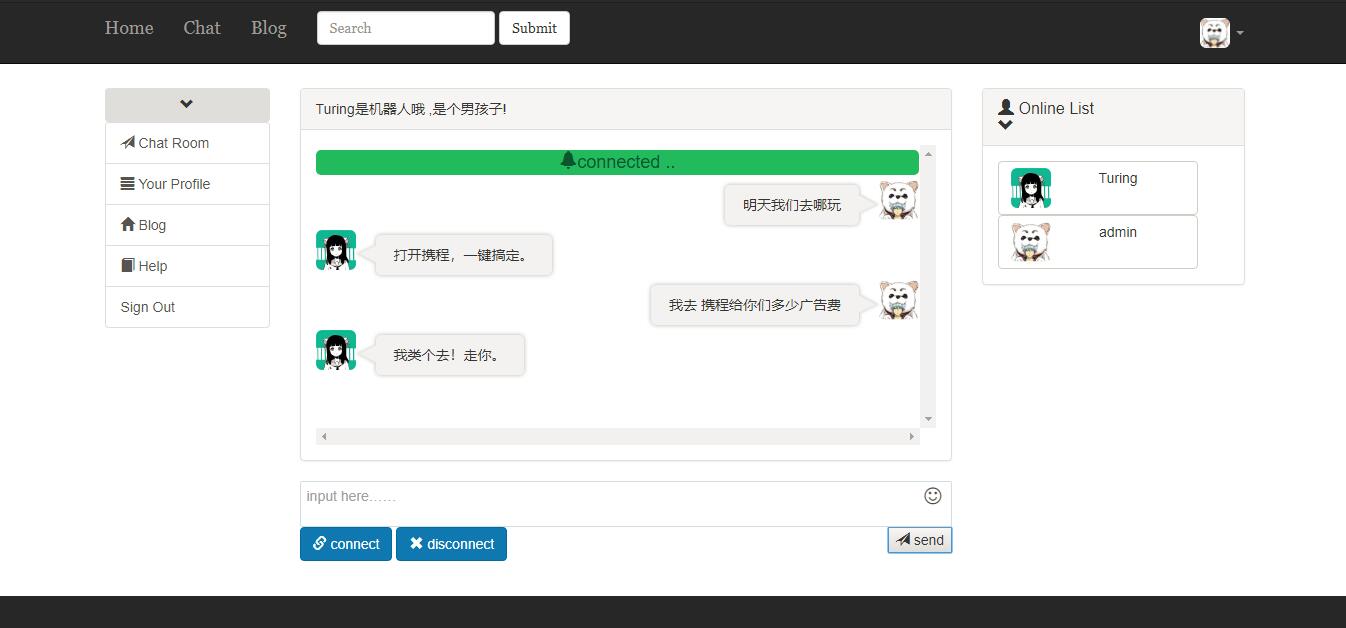 Home Chat Blog Search Submit
Chat Room
Your Profile
Blog
Help
Sign Out
Turing是机器人哦 ,是个男孩子!
connected ..
明天我们去哪玩
打开携程，一键搞定。
我去 携程给你们多少广告费
我类个去！走你。
input here……
connect disconnect send
Online List
Turing
admin